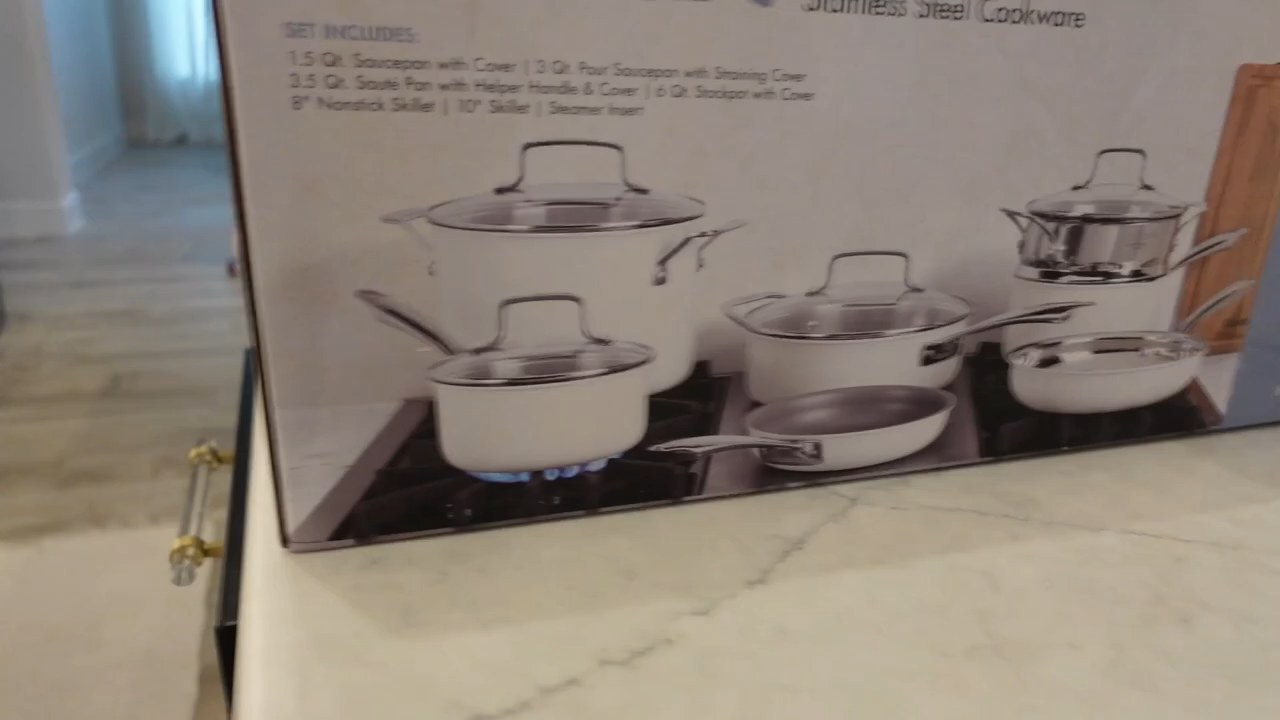 Stainless Steel Cookware
SET INCLUDES:
1.5 Qt. Saucepan with Cover | 3 Qt. Pour Saucepan with Straining Cover
3.5 Qt. Sauté Pan with Helper Handle & Cover | 6 Qt. Stockpot with Cover
8" Nonstick Skillet | 10" Skillet | Steamer Insert